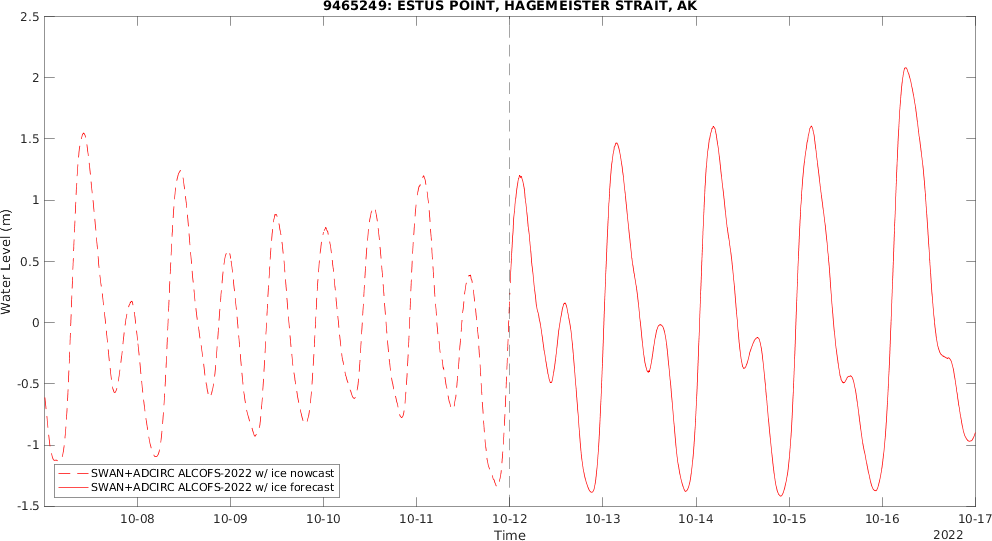 9465249: ESTUS POINT, HAGEMEISTER STRAIT, AK
2.5
2
1.5
1
0.5
0
-0.5
-1
-1.5
Water Level (m)
SWAN+ADCIRC ALCOFS-2022 w/ ice nowcast
SWAN+ADCIRC ALCOFS-2022 w/ ice forecast
10-08 10-09 10-10 10-11 10-12 10-13 10-14 10-15 10-16 10-17
Time
2022